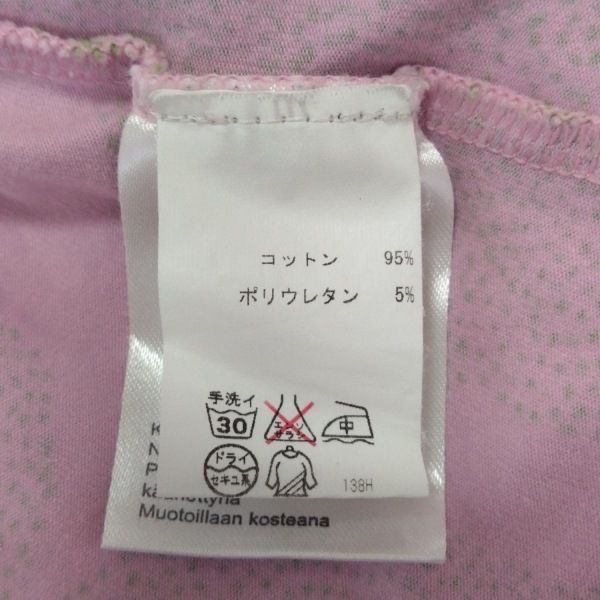 コットン 95%
ポリウレタン 5%
手洗イ
30
エンソ
サラシ
中
ドライ
セキユ系
138H
K
N
P
Muotoillaan kosteana